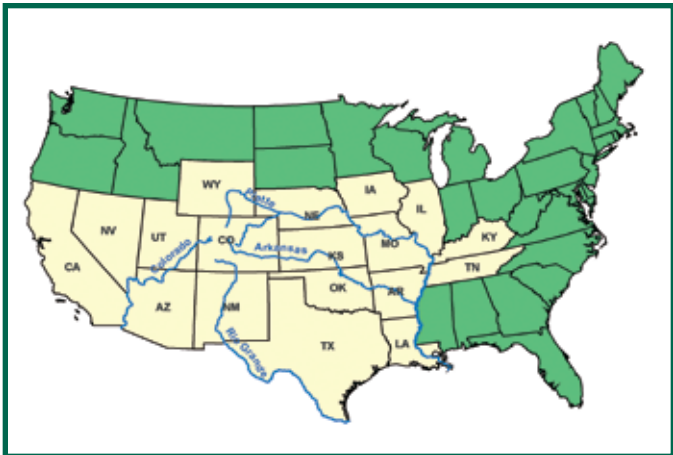 WY
IA
Platte
NE
IL
NV
UT
CO
MO
KY
Colorado
Arkansas
KS
CA
TN
OK
AZ
NM
AR
Rio Grande
TX
LA